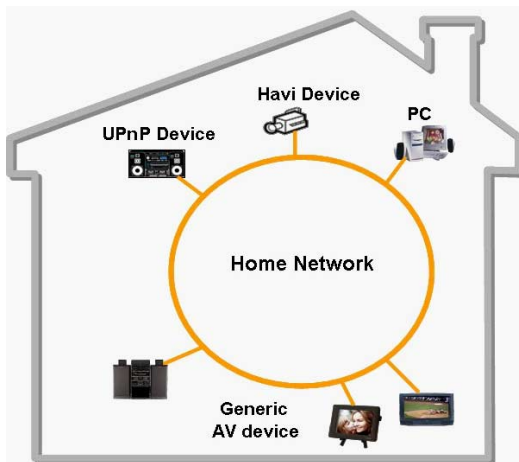 Havi Device
PC
UPnP Device
Home Network
Generic
AV device